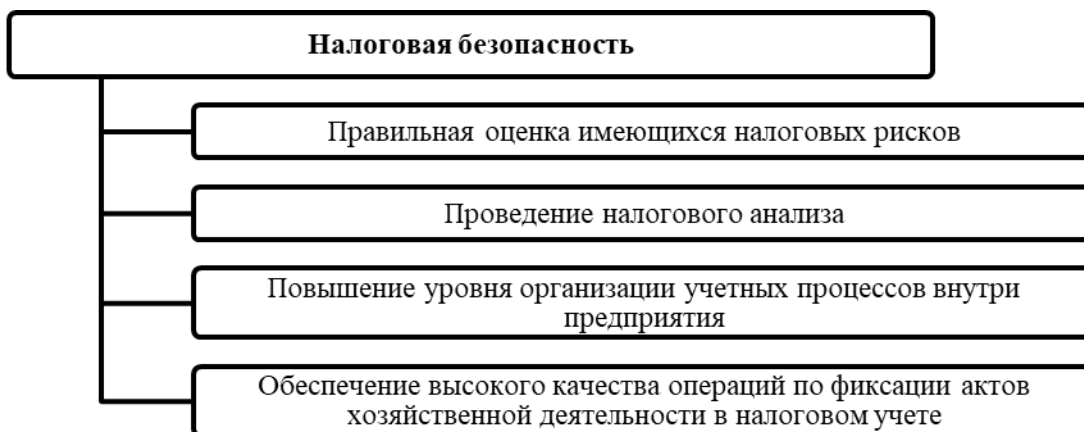 Налоговая безопасность
Правильная оценка имеющихся налоговых рисков
Проведение налогового анализа
Повышение уровня организации учетных процессов внутри
предприятия
Обеспечение высокого качества операций по фиксации актов
хозяйственной деятельности в налоговом учете